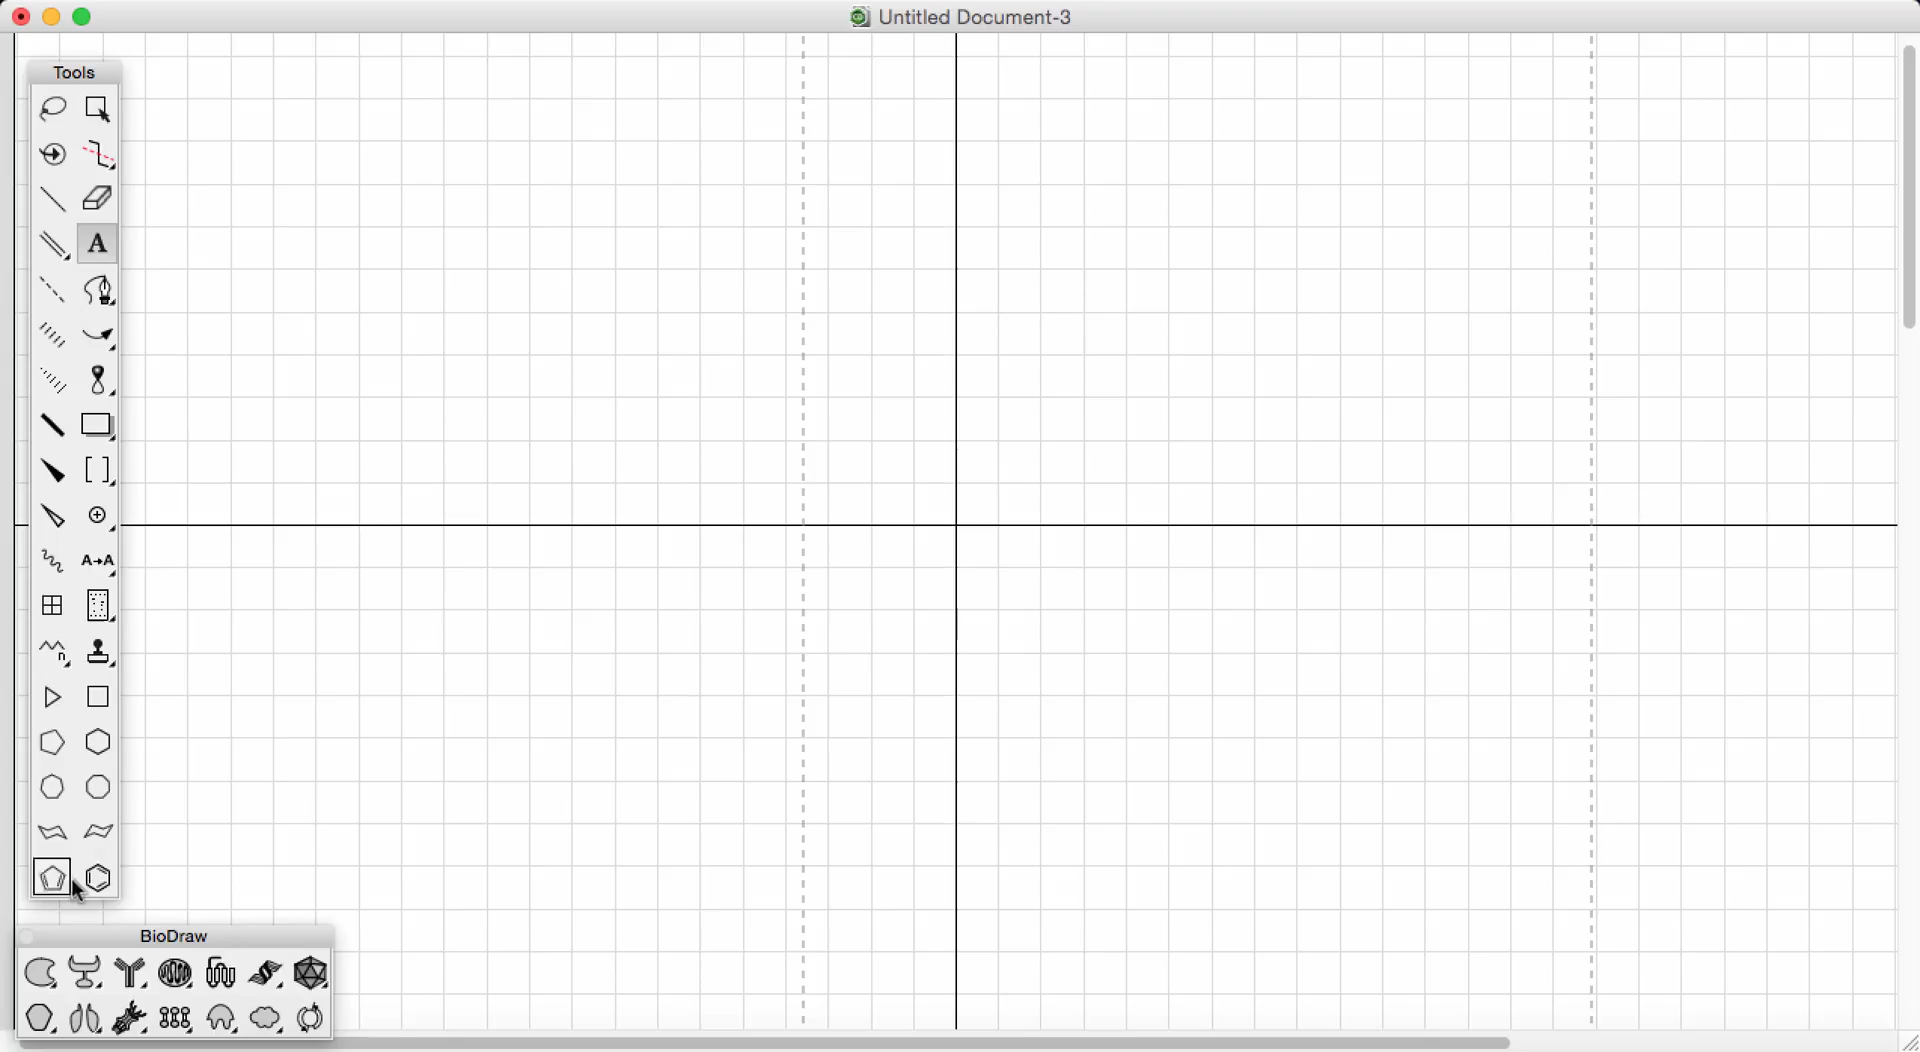 Untitled Document-3
Tools
A
A→A
n
BioDraw